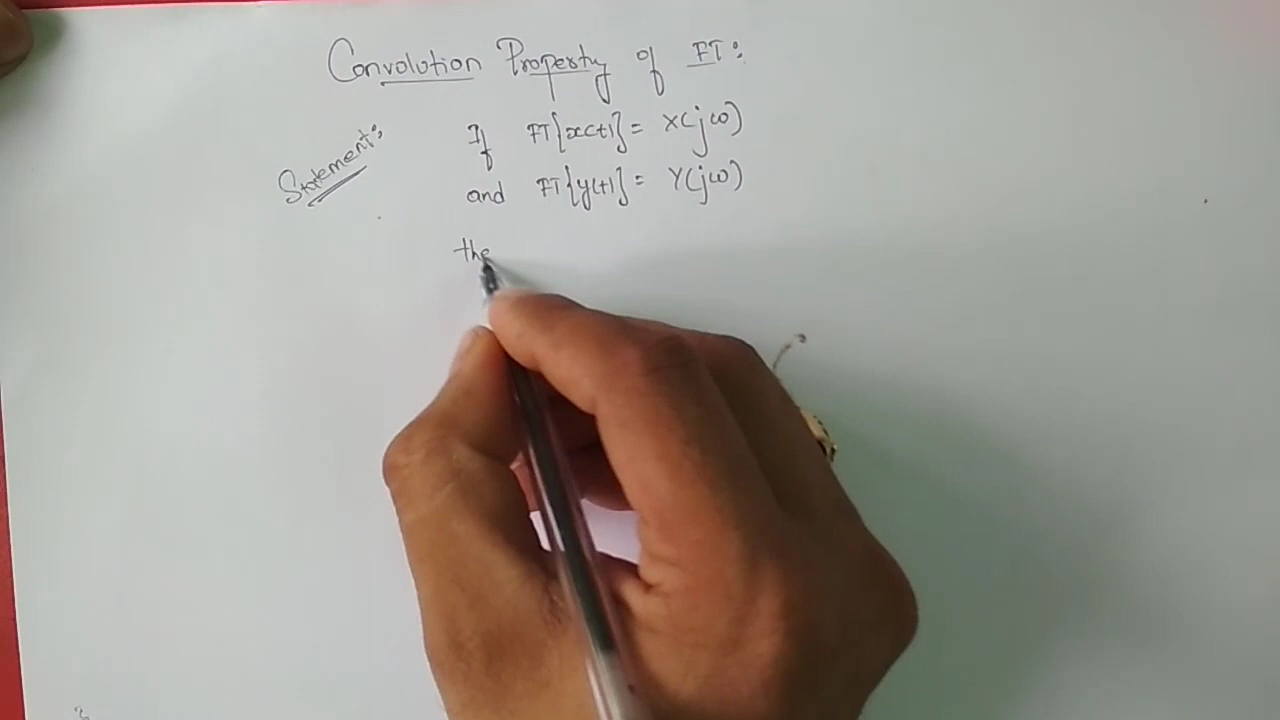 Convolution Property of FT:
Statement:
If FT{x(t)} = X(jω)
and FT{y(t)} = Y(jω)
the